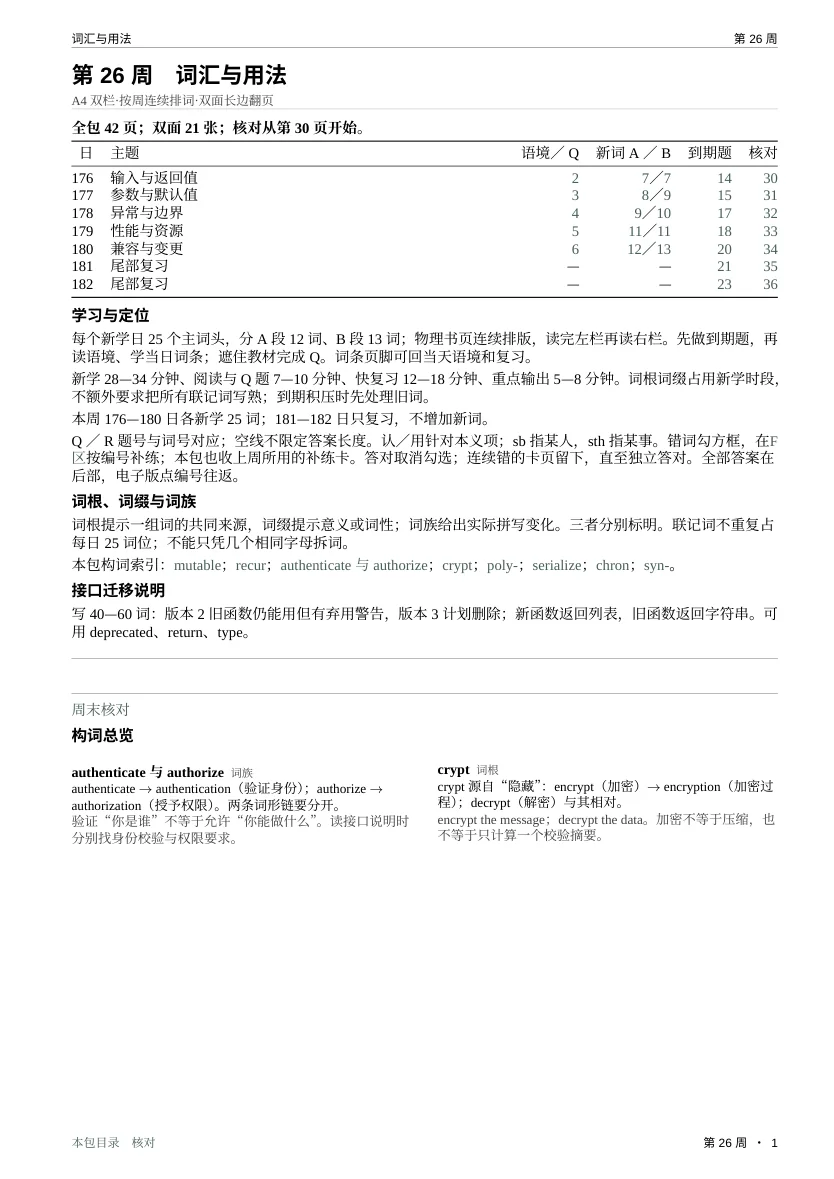 词汇与用法 第 26 周
第 26 周　词汇与用法
A4 双栏·按周连续排词·双面长边翻页
全包 42 页；双面 21 张；核对从第 30 页开始。
日 主题 语境／ Q 新词 A ／ B 到期题 核对
176 输入与返回值 2 7／7 14 30
177 参数与默认值 3 8／9 15 31
178 异常与边界 4 9／10 17 32
179 性能与资源 5 11／11 18 33
180 兼容与变更 6 12／13 20 34
181 尾部复习 — — 21 35
182 尾部复习 — — 23 36
学习与定位
每个新学日 25 个主词头，分 A 段 12 词、B 段 13 词；物理书页连续排版，读完左栏再读右栏。先做到期题，再
读语境、学当日词条；遮住教材完成 Q。词条页脚可回当天语境和复习。
新学 28—34 分钟、阅读与 Q 题 7—10 分钟、快复习 12—18 分钟、重点输出 5—8 分钟。词根词缀占用新学时段，
不额外要求把所有联记词写熟；到期积压时先处理旧词。
本周 176—180 日各新学 25 词；181—182 日只复习，不增加新词。
Q ／ R 题号与词号对应；空线不限定答案长度。认／用针对本义项；sb 指某人，sth 指某事。错词勾方框，在F
区按编号补练；本包也收上周所用的补练卡。答对取消勾选；连续错的卡页留下，直至独立答对。全部答案在
后部，电子版点编号往返。
词根、词缀与词族
词根提示一组词的共同来源，词缀提示意义或词性；词族给出实际拼写变化。三者分别标明。联记词不重复占
每日 25 词位；不能只凭几个相同字母拆词。
本包构词索引：mutable；recur；authenticate 与 authorize；crypt；poly-；serialize；chron；syn-。
接口迁移说明
写 40—60 词：版本 2 旧函数仍能用但有弃用警告，版本 3 计划删除；新函数返回列表，旧函数返回字符串。可
用 deprecated、return、type。
周末核对
构词总览
authenticate 与 authorize 词族
authenticate → authentication（验证身份）；authorize →
authorization（授予权限）。两条词形链要分开。
验证“你是谁”不等于允许“你能做什么”。读接口说明时
分别找身份校验与权限要求。
crypt 词根
crypt 源自“隐藏”：encrypt（加密）→ encryption（加密过
程）；decrypt（解密）与其相对。
encrypt the message；decrypt the data。加密不等于压缩，也
不等于只计算一个校验摘要。
本包目录　核对 第 26 周 • 1